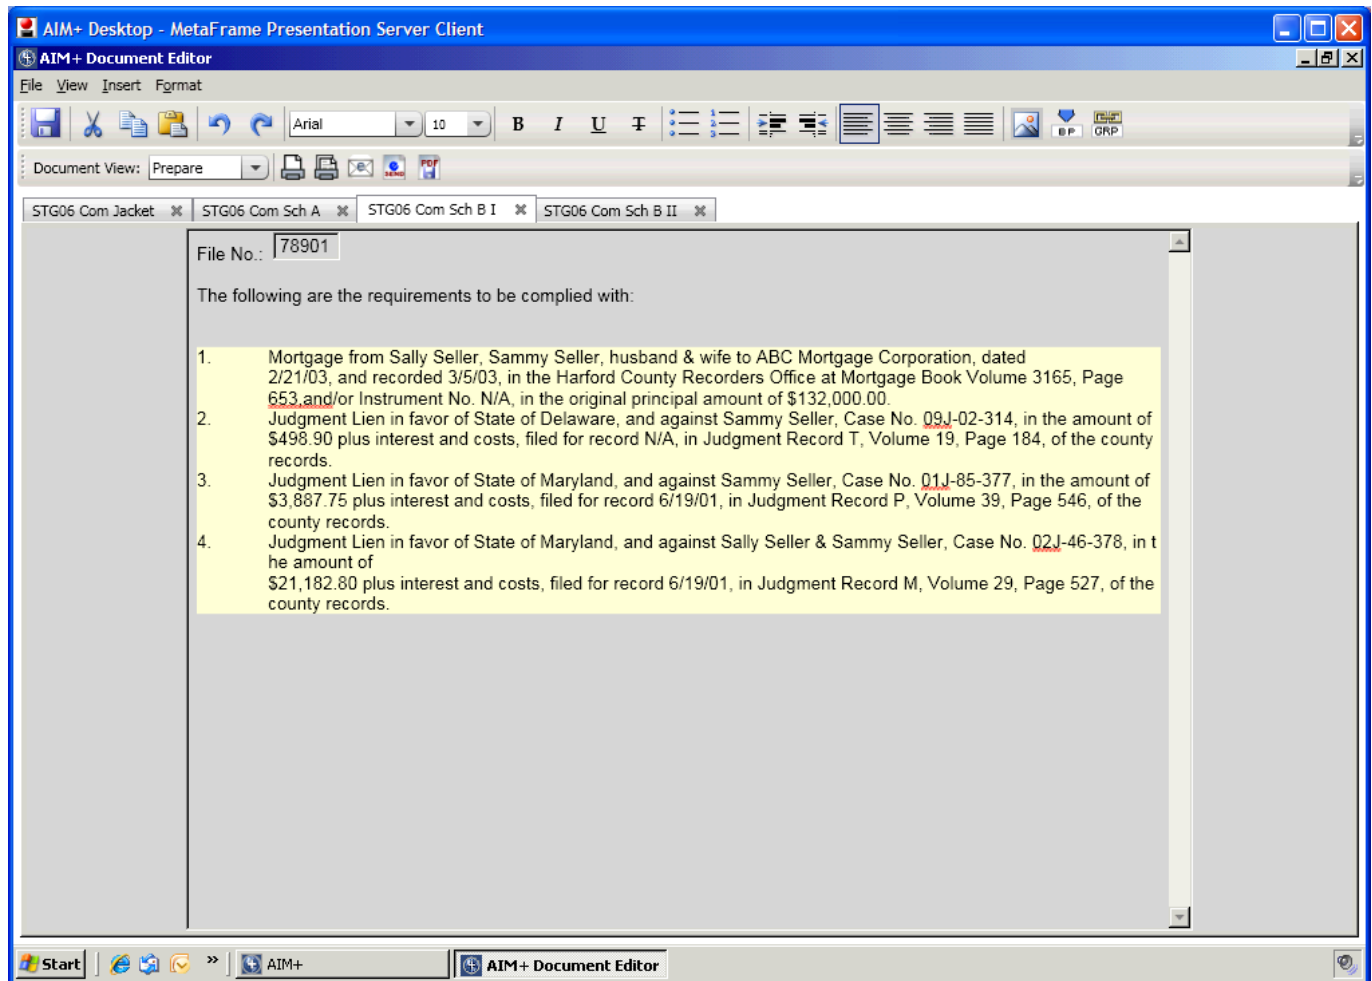 AIM+ Desktop - MetaFrame Presentation Server Client
AIM+ Document Editor
File View Insert Format
Arial 10 B I U T BP GRP
Document View: Prepare SEND PDF
STG06 Com Jacket STG06 Com Sch A STG06 Com Sch B I STG06 Com Sch B II
File No.: 78901
The following are the requirements to be complied with:
1. Mortgage from Sally Seller, Sammy Seller, husband & wife to ABC Mortgage Corporation, dated
2/21/03, and recorded 3/5/03, in the Harford County Recorders Office at Mortgage Book Volume 3165, Page
653,and/or Instrument No. N/A, in the original principal amount of $132,000.00.
2. Judgment Lien in favor of State of Delaware, and against Sammy Seller, Case No. 09J-02-314, in the amount of
$498.90 plus interest and costs, filed for record N/A, in Judgment Record T, Volume 19, Page 184, of the county
records.
3. Judgment Lien in favor of State of Maryland, and against Sammy Seller, Case No. 01J-85-377, in the amount of
$3,887.75 plus interest and costs, filed for record 6/19/01, in Judgment Record P, Volume 39, Page 546, of the
county records.
4. Judgment Lien in favor of State of Maryland, and against Sally Seller & Sammy Seller, Case No. 02J-46-378, in t
he amount of
$21,182.80 plus interest and costs, filed for record 6/19/01, in Judgment Record M, Volume 29, Page 527, of the
county records.
Start » AIM+ AIM+ Document Editor